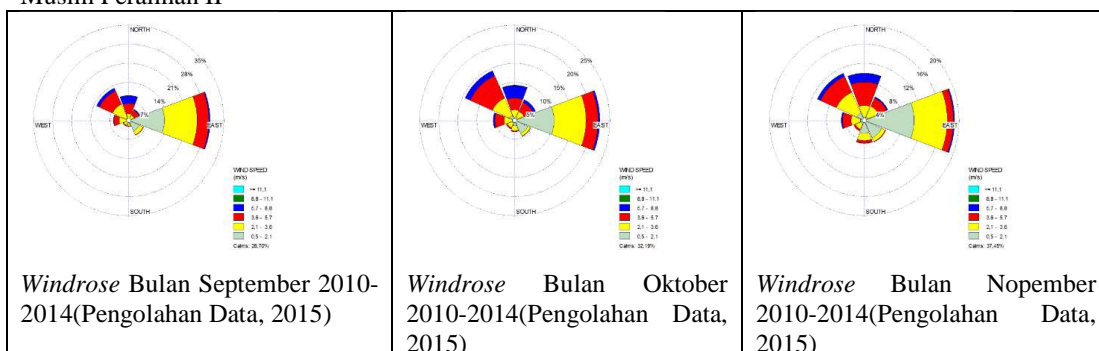 Musim Peralihan II
NORTH
35%
28%
21%
14%
7%
WEST
EAST
SOUTH
WIND SPEED
(m/s)
>= 11.1
8.8 - 11.1
5.7 - 8.8
3.6 - 5.7
2.1 - 3.6
0.5 - 2.1
Calms: 28.70%
NORTH
25%
20%
15%
10%
5%
WEST
EAST
SOUTH
WIND SPEED
(m/s)
>= 11.1
8.8 - 11.1
5.7 - 8.8
3.6 - 5.7
2.1 - 3.6
0.5 - 2.1
Calms: 32.19%
NORTH
20%
16%
12%
8%
4%
WEST
EAST
SOUTH
WIND SPEED
(m/s)
>= 11.1
8.8 - 11.1
5.7 - 8.8
3.6 - 5.7
2.1 - 3.6
0.5 - 2.1
Calms: 37.45%
Windrose Bulan September 2010-
2014(Pengolahan Data, 2015)
Windrose Bulan Oktober
2010-2014(Pengolahan Data,
2015)
Windrose Bulan Nopember
2010-2014(Pengolahan Data,
2015)